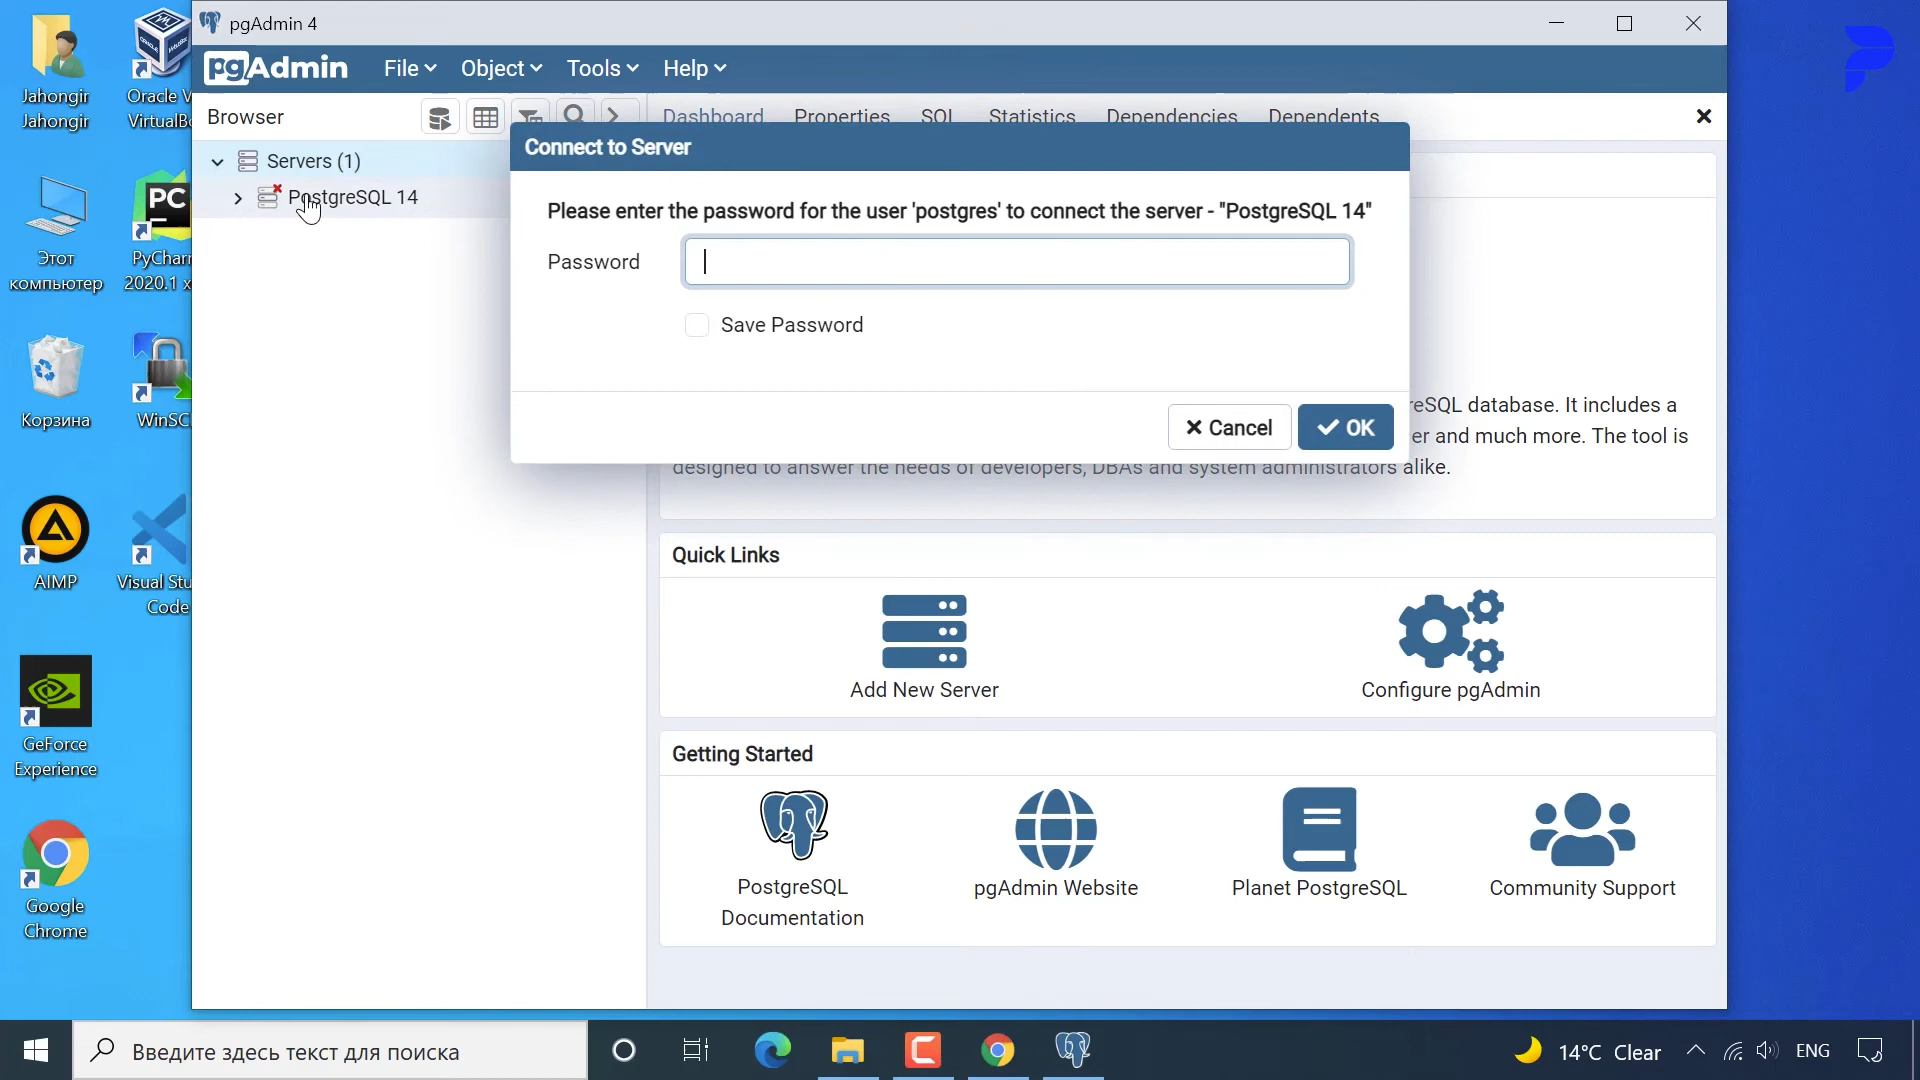 pgAdmin 4
pgAdmin File Object Tools Help
Browser
Dashboard Properties SQL Statistics Dependencies Dependents
Servers (1)
PostgreSQL 14
Connect to Server
Please enter the password for the user 'postgres' to connect the server - "PostgreSQL 14"
Password
Save Password
Cancel
OK
eSQL database. It includes a
er and much more. The tool is
designed to answer the needs of developers, DBAs and system administrators alike.
Quick Links
Add New Server
Configure pgAdmin
Getting Started
PostgreSQL
Documentation
pgAdmin Website
Planet PostgreSQL
Community Support
Jahongir
Jahongir
Oracle V
VirtualBo
Этот
компьютер
PC
PyChar
2020.1 x
Корзина
WinSC
AIMP
Visual Stu
Code
GeForce
Experience
Google
Chrome
Введите здесь текст для поиска
14°C Clear
ENG